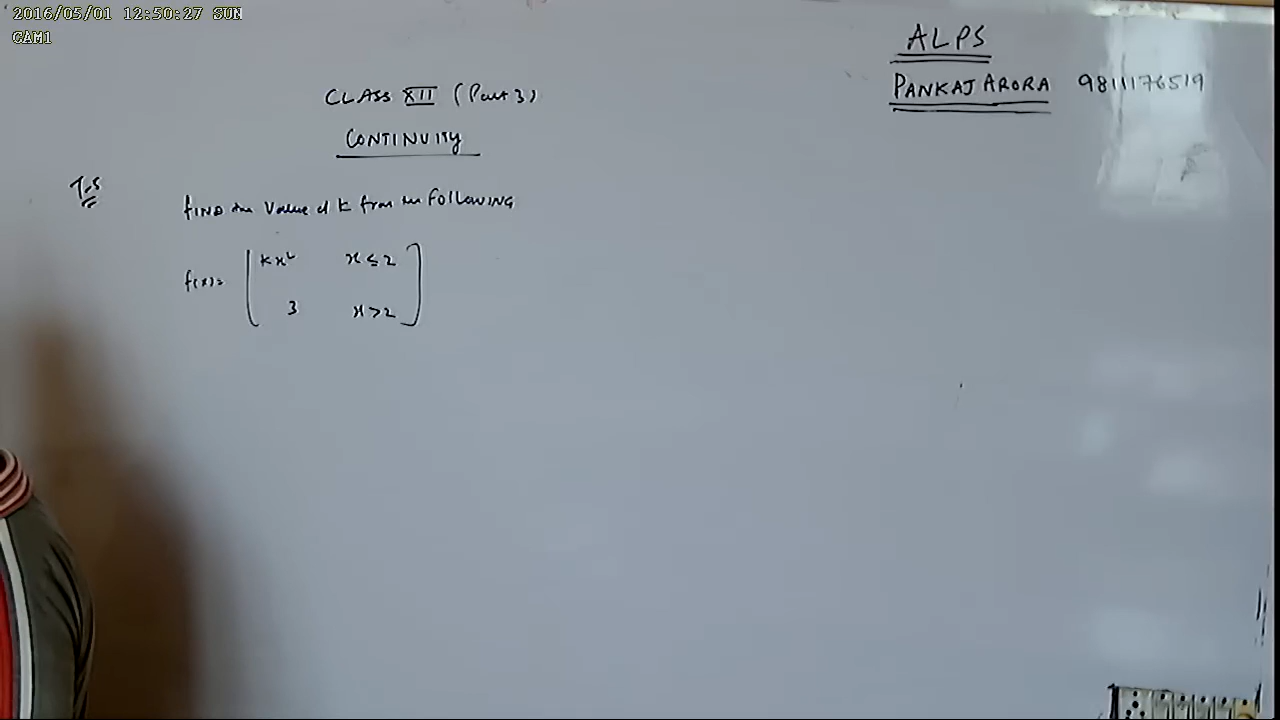 2016/05/01 12:50:27 SUN
CAM1
ALPS
PANKAJ ARORA 9811176519
CLASS XII (Part 3)
CONTINUITY
T-5
FIND the Value of K from the FOLLOWING
f(x)= [ kx² x ≤ 2
3 x > 2 ]